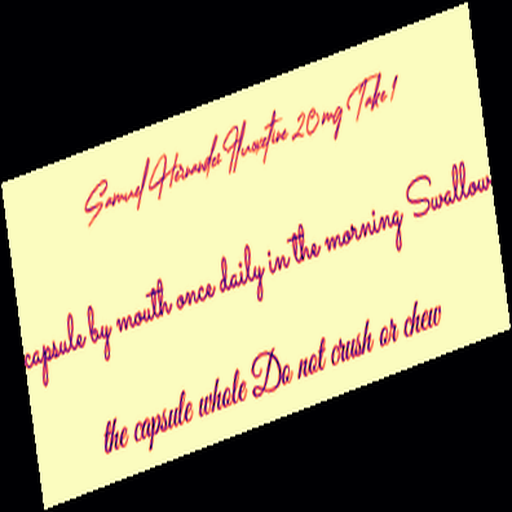 Samuel Hernandez Fluoxetine 20 mg Take 1
capsule by mouth once daily in the morning Swallow
the capsule whole Do not crush or chew